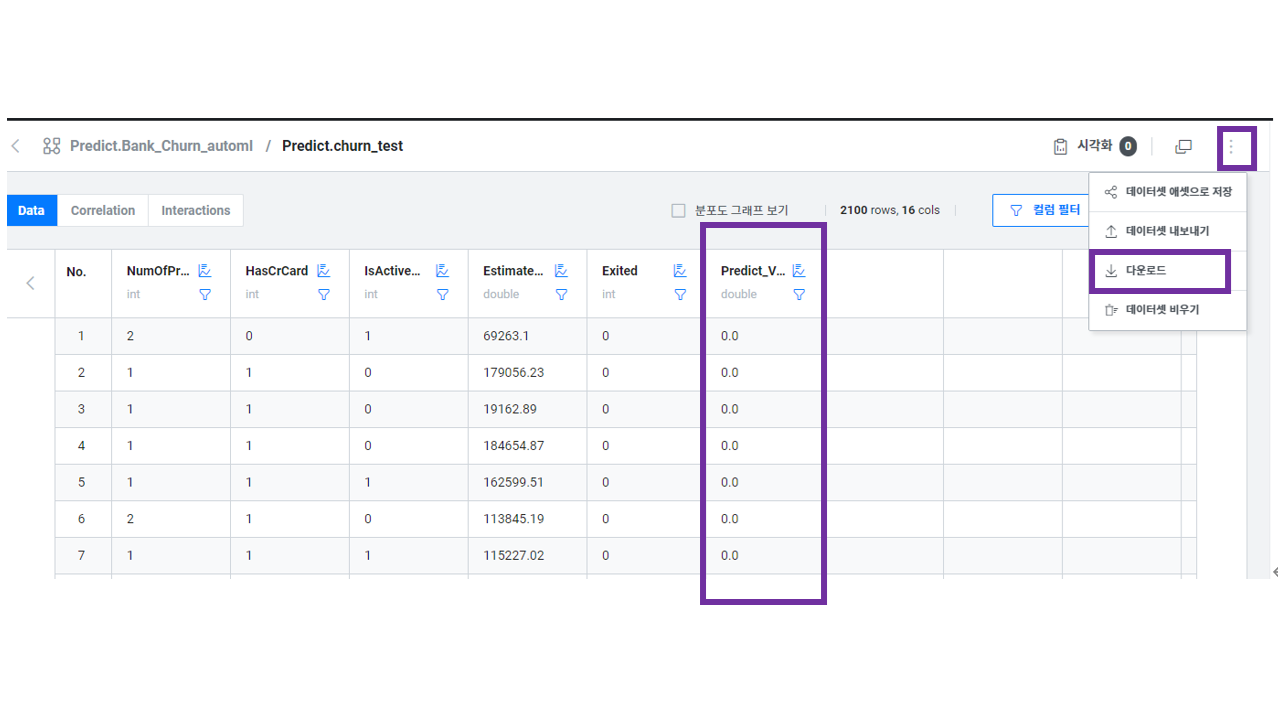 Predict.Bank_Churn_automl / Predict.churn_test 시각화 0
데이터셋 애셋으로 저장
데이터셋 내보내기
다운로드
데이터셋 비우기
Data Correlation Interactions 분포도 그래프 보기 2100 rows, 16 cols 컬럼 필터
No. NumOfPr... HasCrCard IsActive... Estimate... Exited Predict_V...
int int int double int double
1 2 0 1 69263.1 0 0.0
2 1 1 0 179056.23 0 0.0
3 1 1 0 19162.89 0 0.0
4 1 1 0 184654.87 0 0.0
5 1 1 1 162599.51 0 0.0
6 2 1 0 113845.19 0 0.0
7 1 1 1 115227.02 0 0.0